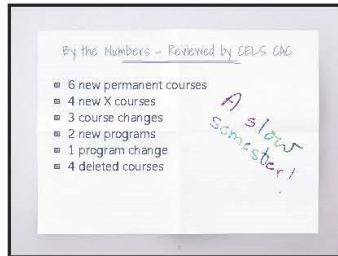 By the Numbers – Reviewed by CELS CAC
6 new permanent courses
4 new X courses
3 course changes
2 new programs
1 program change
4 deleted courses
A slow
semester!